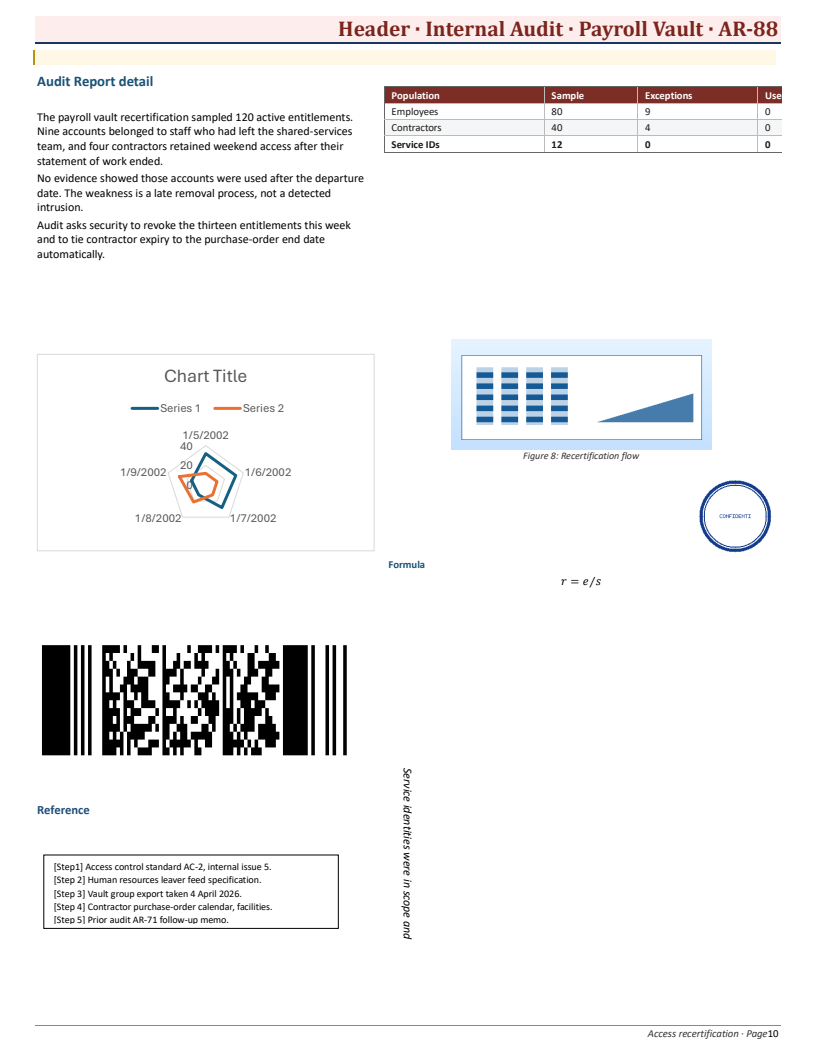 Header · Internal Audit · Payroll Vault · AR-88
Audit Report detail
The payroll vault recertification sampled 120 active entitlements.
Nine accounts belonged to staff who had left the shared-services
team, and four contractors retained weekend access after their
statement of work ended.
No evidence showed those accounts were used after the departure
date. The weakness is a late removal process, not a detected
intrusion.
Audit asks security to revoke the thirteen entitlements this week
and to tie contractor expiry to the purchase-order end date
automatically.
Population Sample Exceptions Use
Employees 80 9 0
Contractors 40 4 0
Service IDs 12 0 0
Chart Title
Series 1 Series 2
1/5/2002
40
20
0
1/9/2002 1/6/2002
1/8/2002 1/7/2002
Figure 8: Recertification flow
CONFIDENTI
Formula
r = e/s
Service identities were in scope and
Reference
[Step1] Access control standard AC-2, internal issue 5.
[Step 2] Human resources leaver feed specification.
[Step 3] Vault group export taken 4 April 2026.
[Step 4] Contractor purchase-order calendar, facilities.
[Step 5] Prior audit AR-71 follow-up memo.
Access recertification · Page10